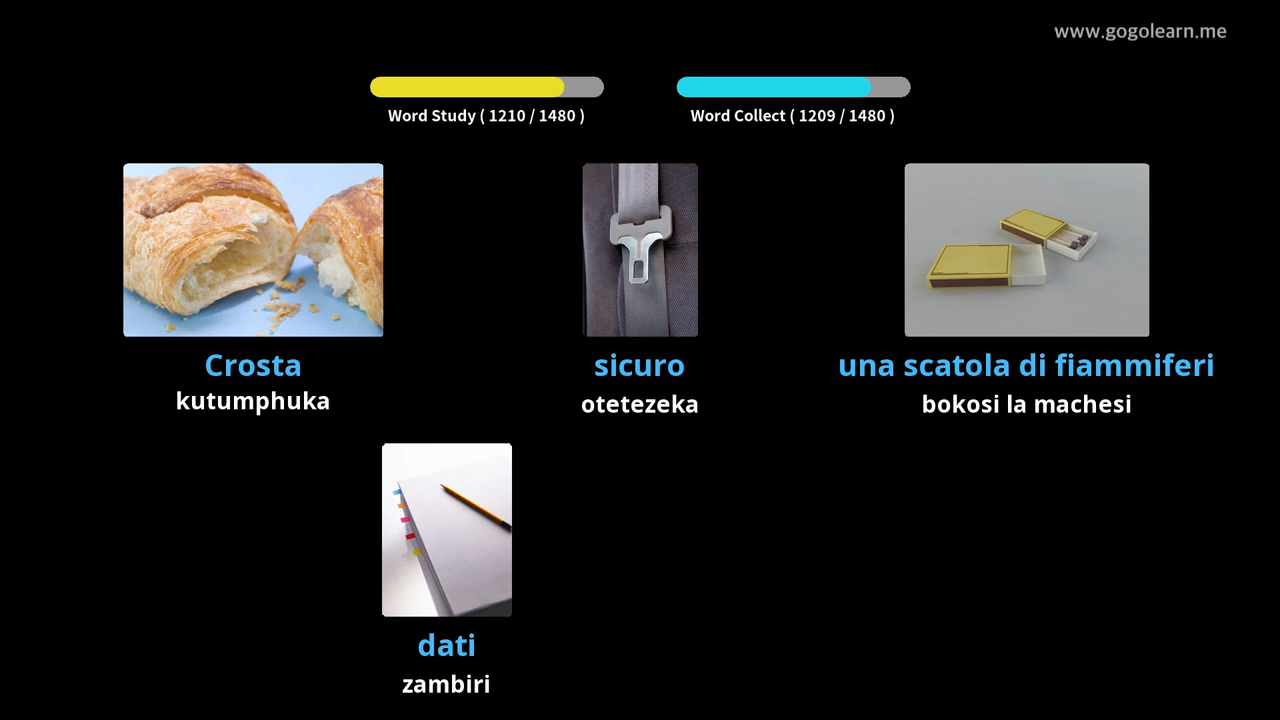 www.gogolearn.me
Word Study ( 1210 / 1480 )
Word Collect ( 1209 / 1480 )
Crosta
kutumphuka
sicuro
otetezeka
una scatola di fiammiferi
bokosi la machesi
dati
zambiri